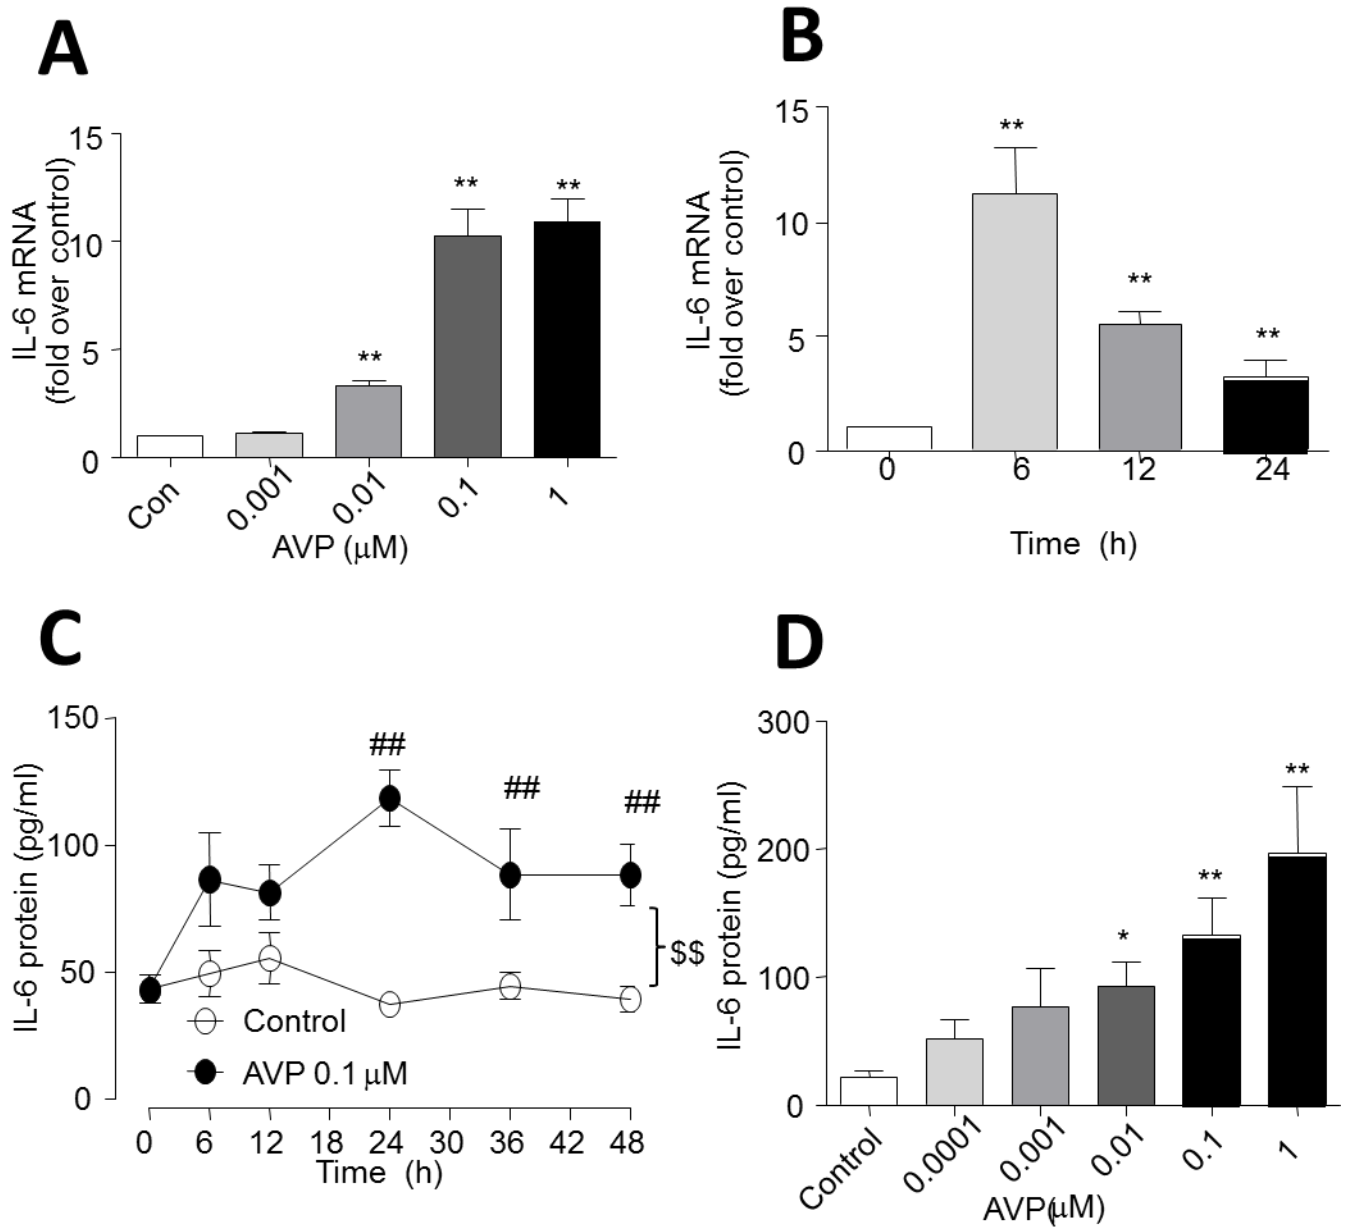 A
IL-6 mRNA
(fold over control)
15
10
5
0
**
**
**
Con
0.001
0.01
0.1
1
AVP (μM)
B
IL-6 mRNA
(fold over control)
15
10
5
0
**
**
**
0
6
12
24
Time (h)
C
IL-6 protein (pg/ml)
150
100
50
0
##
##
##
$$
Control
AVP 0.1 μM
0 6 12 18 24 30 36 42 48
Time (h)
D
IL-6 protein (pg/ml)
300
200
100
0
*
**
**
Control
0.0001
0.001
0.01
0.1
1
AVP(μM)